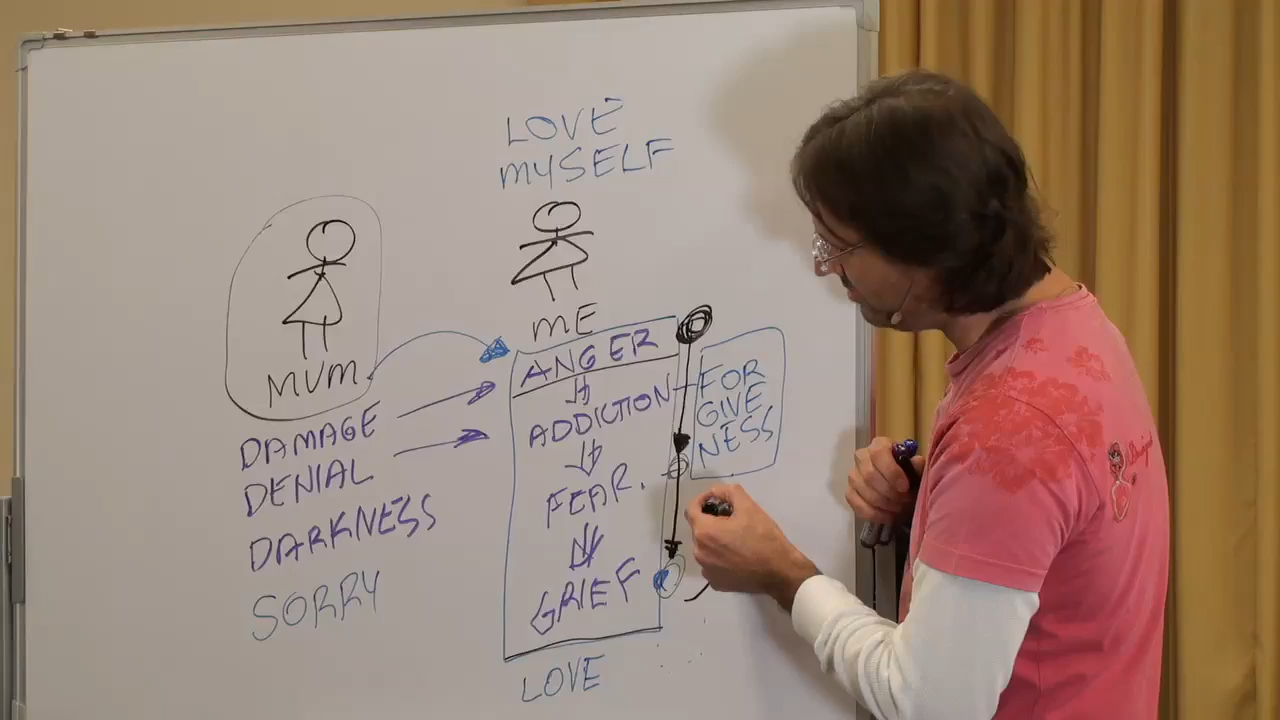 LOVE
MYSELF
MUM
ME
DAMAGE
DENIAL
DARKNESS
SORRY
ANGER
ADDICTION
FEAR.
GRIEF
LOVE
FOR
GIVE
NESS